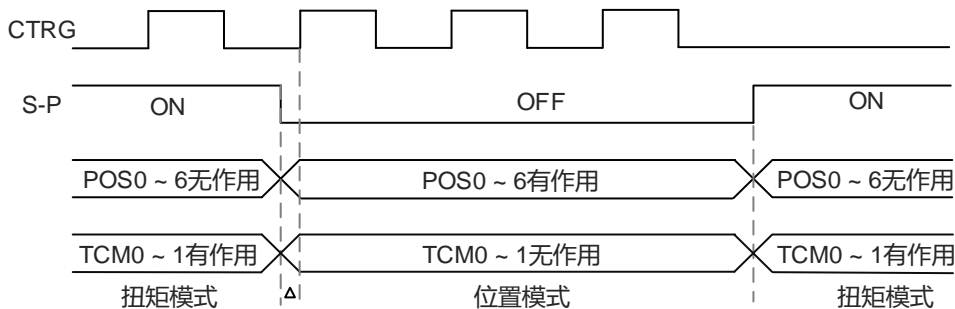 CTRG
S-P ON OFF ON
POS0 ~ 6无作用 POS0 ~ 6有作用 POS0 ~ 6无作用
TCM0 ~ 1有作用 TCM0 ~ 1无作用 TCM0 ~ 1有作用
扭矩模式 Δ 位置模式 扭矩模式